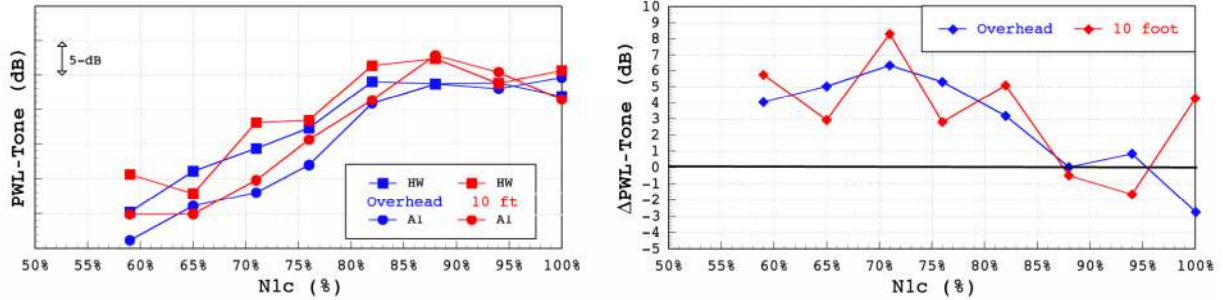 PWL-Tone (dB)
5-dB
HW HW
Overhead 10 ft
Al Al
50% 55% 60% 65% 70% 75% 80% 85% 90% 95% 100%
N1c (%)
ΔPWL-Tone (dB)
10
9
8
7
6
5
4
3
2
1
0
-1
-2
-3
-4
-5
Overhead 10 foot
50% 55% 60% 65% 70% 75% 80% 85% 90% 95% 100%
N1c (%)